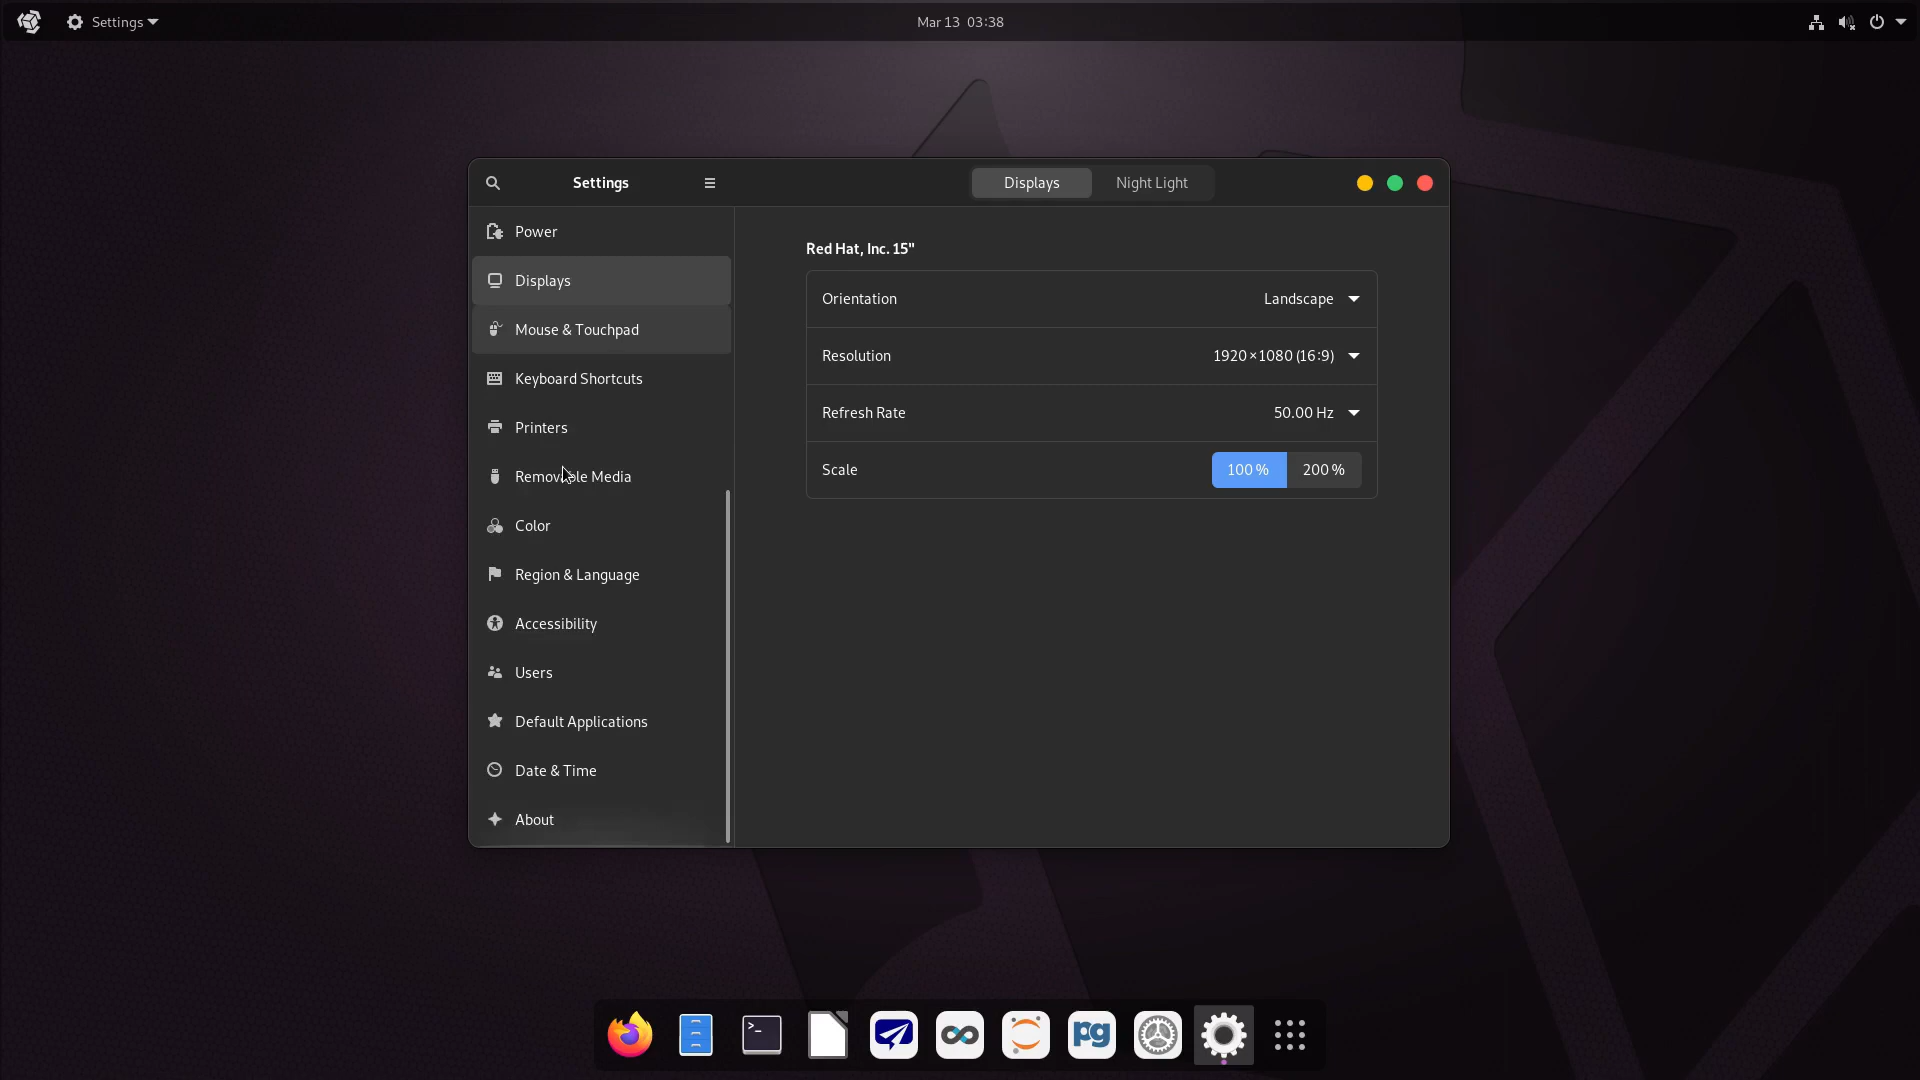 Settings
Mar 13 03:38
Settings
Displays
Night Light
Power
Displays
Mouse & Touchpad
Keyboard Shortcuts
Printers
Removable Media
Color
Region & Language
Accessibility
Users
Default Applications
Date & Time
About
Red Hat, Inc. 15"
Orientation
Landscape
Resolution
1920×1080 (16:9)
Refresh Rate
50.00 Hz
Scale
100 %
200 %
>_
pg